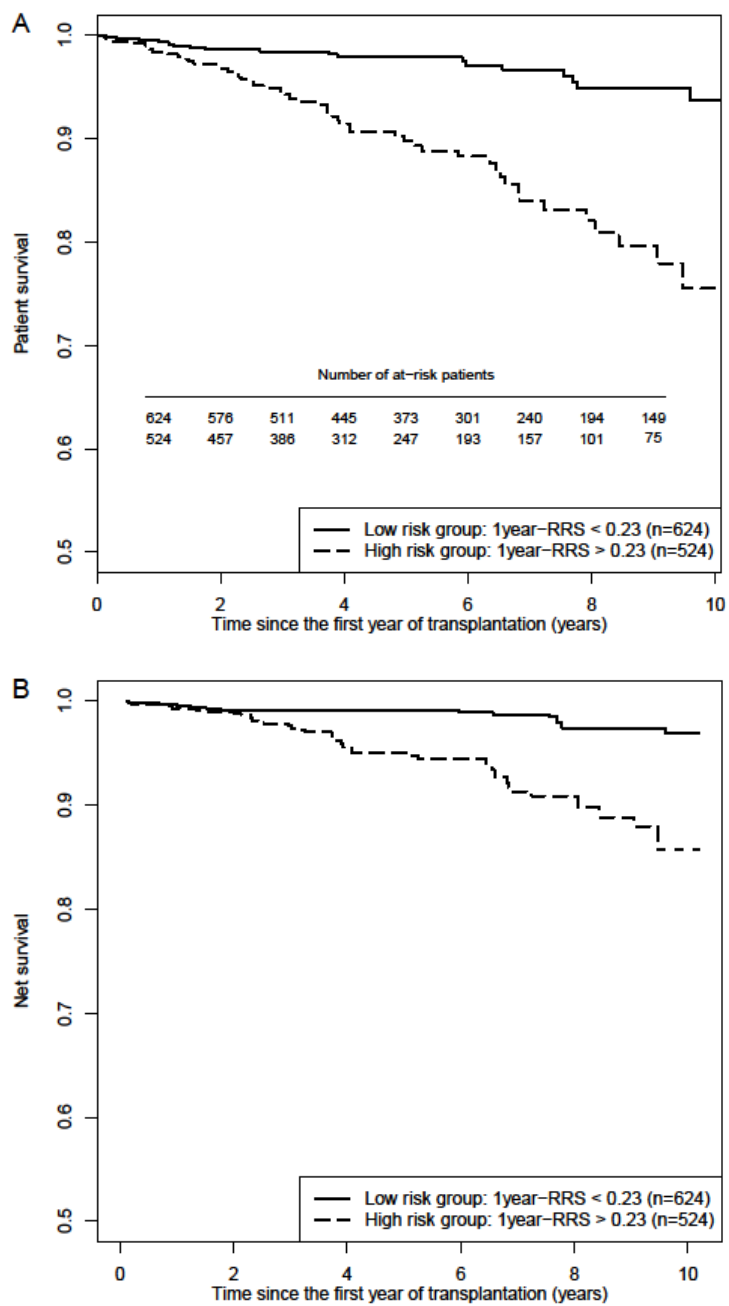 A
1.0
0.9
0.8
0.7
0.6
0.5
Patient survival
Number of at−risk patients
624 576 511 445 373 301 240 194 149
524 457 386 312 247 193 157 101 75
Low risk group: 1year−RRS < 0.23 (n=624)
High risk group: 1year−RRS > 0.23 (n=524)
0 2 4 6 8 10
Time since the first year of transplantation (years)
B
1.0
0.9
0.8
0.7
0.6
0.5
Net survival
Low risk group: 1year−RRS < 0.23 (n=624)
High risk group: 1year−RRS > 0.23 (n=524)
0 2 4 6 8 10
Time since the first year of transplantation (years)